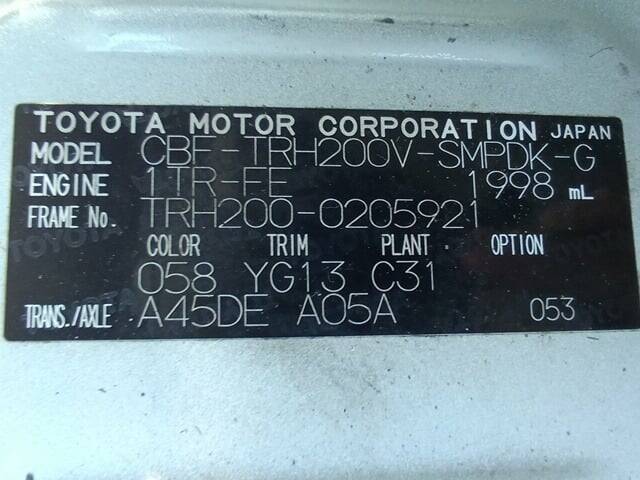 TOYOTA MOTOR CORPORATION JAPAN
MODEL CBF-TRH200V-SMPDK-G
ENGINE 1TR-FE 1998 mL
FRAME No. TRH200-0205921
COLOR TRIM PLANT OPTION
058 YG13 C31
TRANS./AXLE A45DE A05A 053